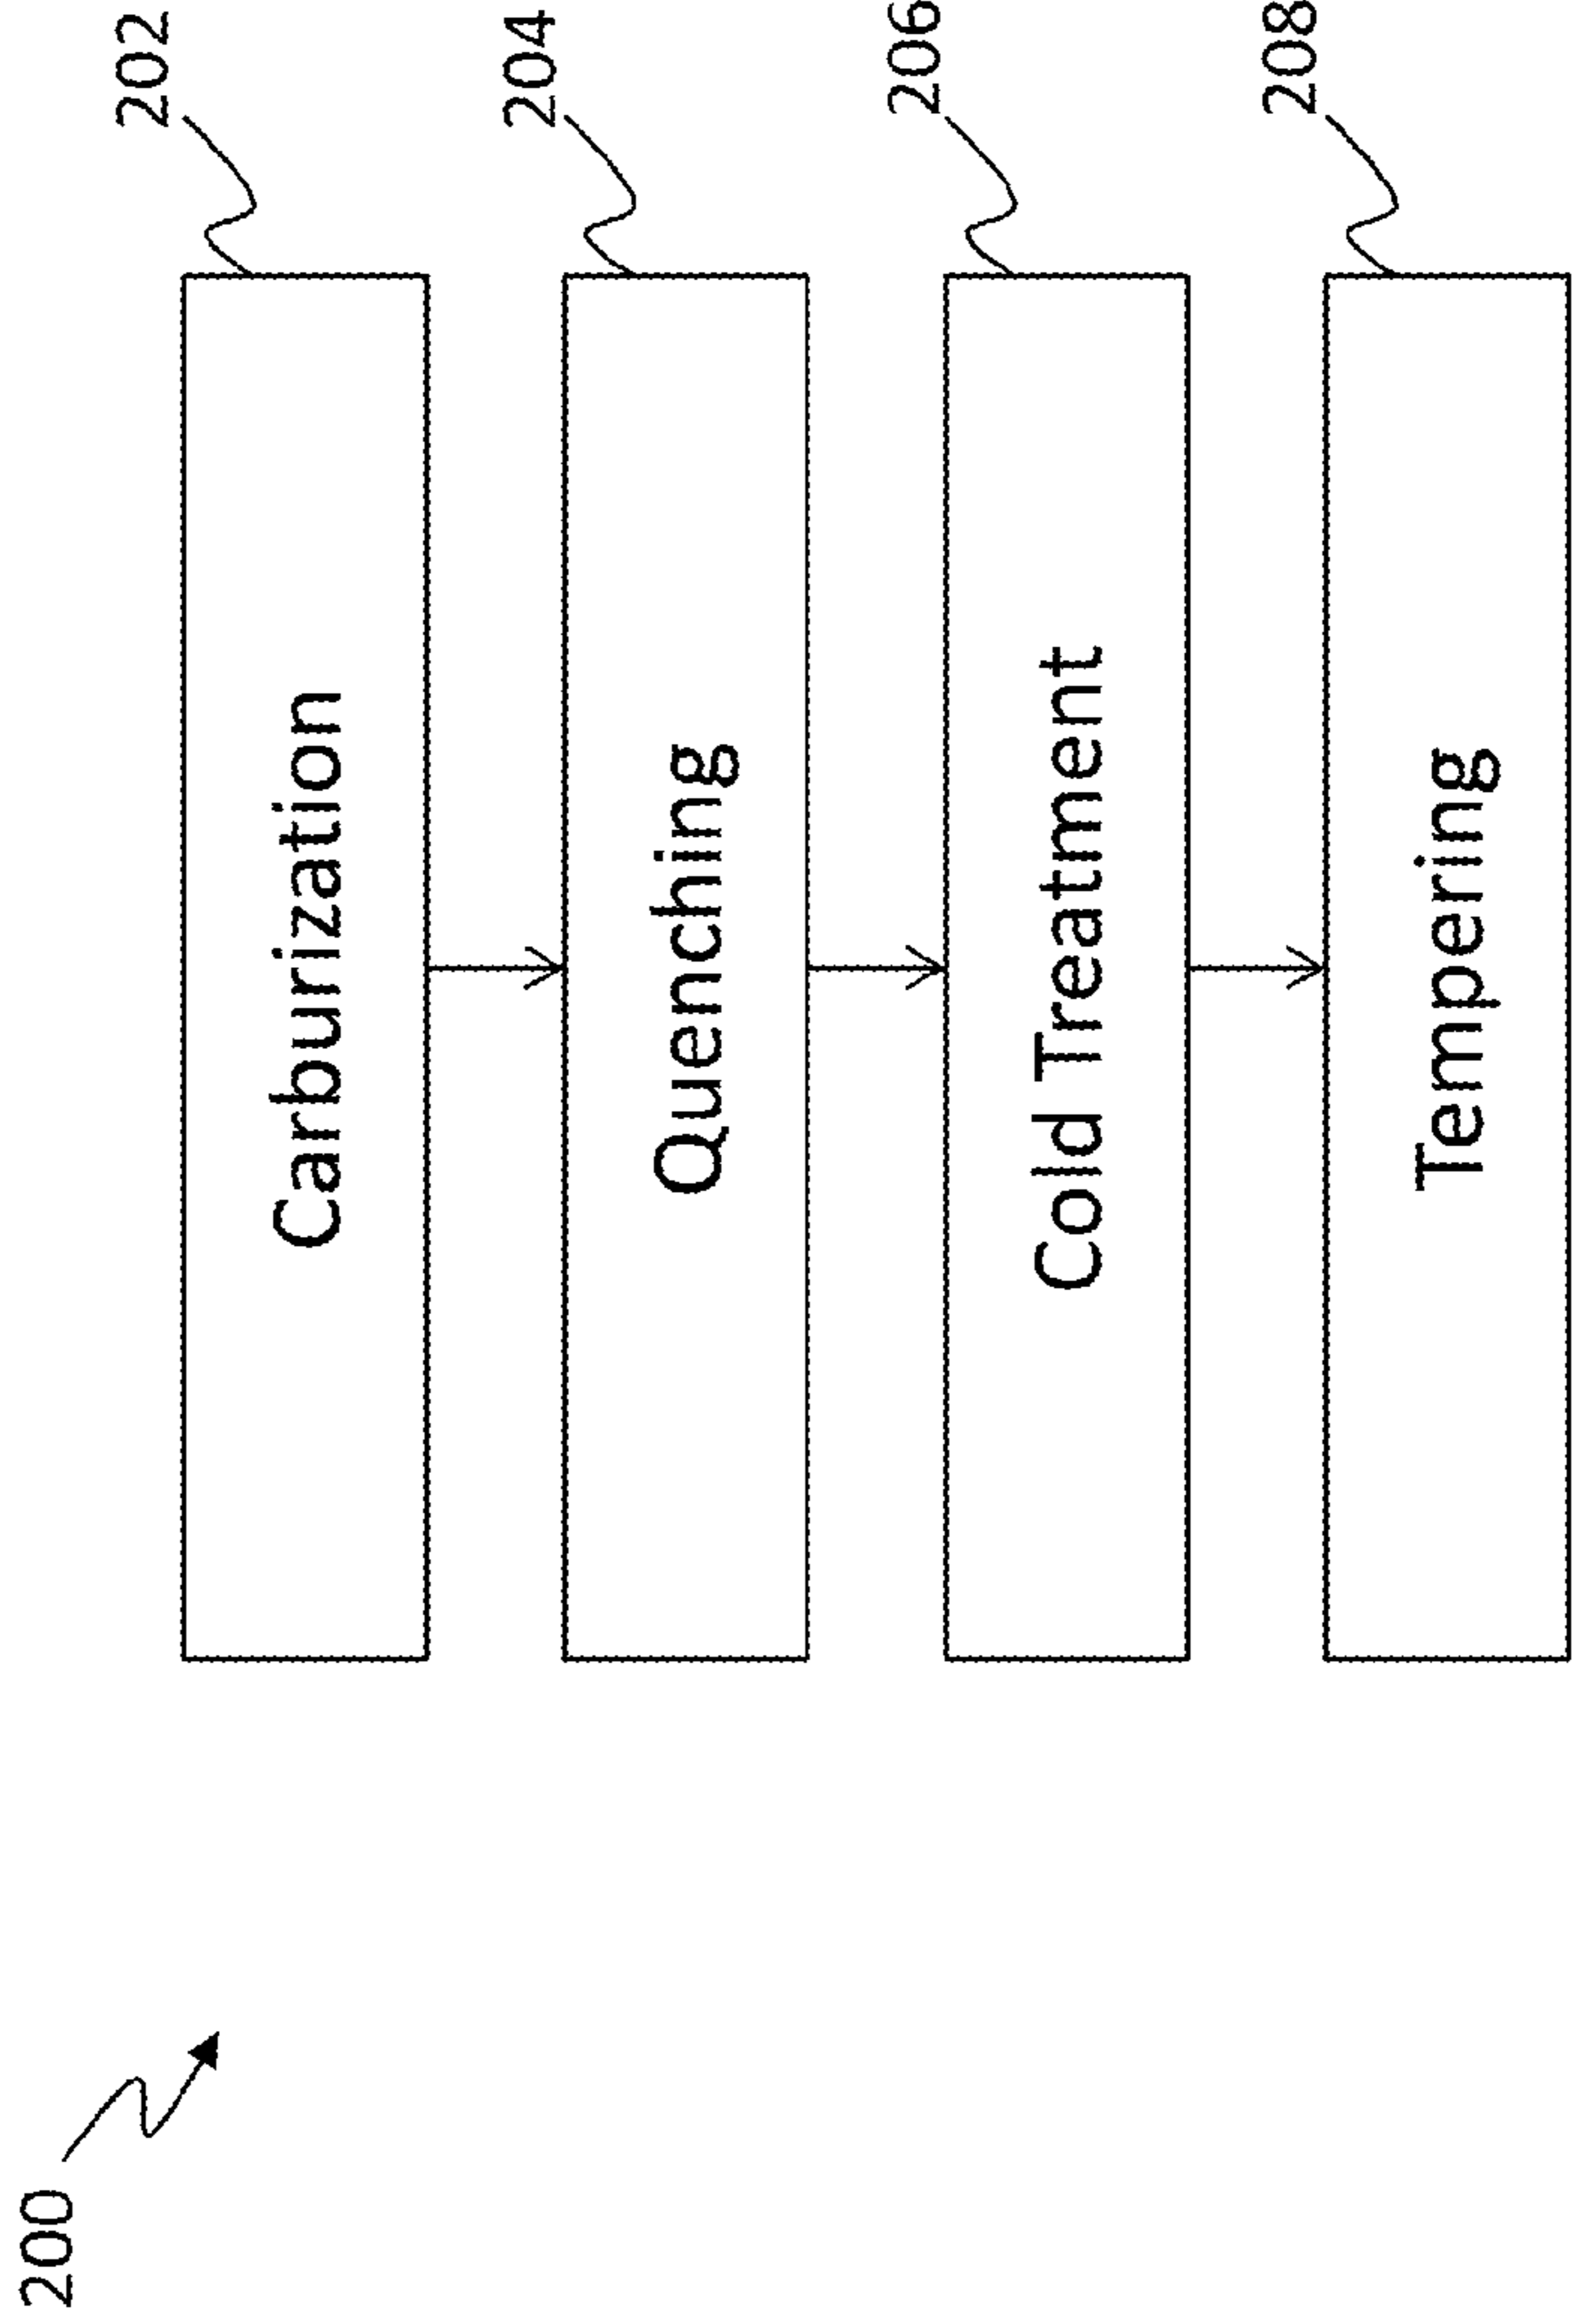 200
Carburization
202
Quenching
204
Cold Treatment
206
Tempering
208